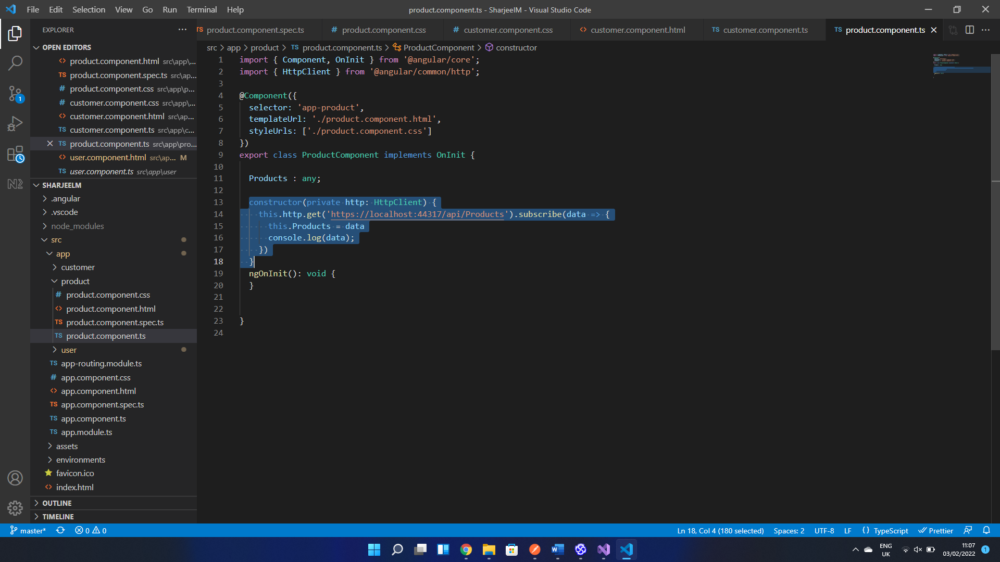 File Edit Selection View Go Run Terminal Help
product.component.ts - SharjeelM - Visual Studio Code
EXPLORER
TS product.component.spec.ts
# product.component.css
# customer.component.css
<> customer.component.html
TS customer.component.ts
TS product.component.ts
OPEN EDITORS
<> product.component.html src\app\...
TS product.component.spec.ts src\ap...
# product.component.css src\app\p...
# customer.component.css src\app\...
<> customer.component.html src\ap...
TS customer.component.ts src\app\c...
TS product.component.ts src\app\pro...
<> user.component.html src\ap... M
TS user.component.ts src\app\user
SHARJEELM
.angular
.vscode
node_modules
src
app
customer
product
# product.component.css
<> product.component.html
TS product.component.spec.ts
TS product.component.ts
user
TS app-routing.module.ts
# app.component.css
<> app.component.html
TS app.component.spec.ts
TS app.component.ts
TS app.module.ts
assets
environments
favicon.ico
<> index.html
OUTLINE
TIMELINE
src > app > product > TS product.component.ts > ProductComponent > constructor
1 import { Component, OnInit } from '@angular/core';
2 import { HttpClient } from '@angular/common/http';
3
4 @Component({
5 selector: 'app-product',
6 templateUrl: './product.component.html',
7 styleUrls: ['./product.component.css']
8 })
9 export class ProductComponent implements OnInit {
10
11 Products : any;
12
13 constructor(private http: HttpClient) {
14 this.http.get('https://localhost:44317/api/Products').subscribe(data => {
15 this.Products = data
16 console.log(data);
17 })
18 }
19 ngOnInit(): void {
20 }
21
22
23 }
24
1
master* 0 0
Ln 18, Col 4 (180 selected) Spaces: 2 UTF-8 LF {} TypeScript Prettier
ENG
UK
11:07
03/02/2022
1